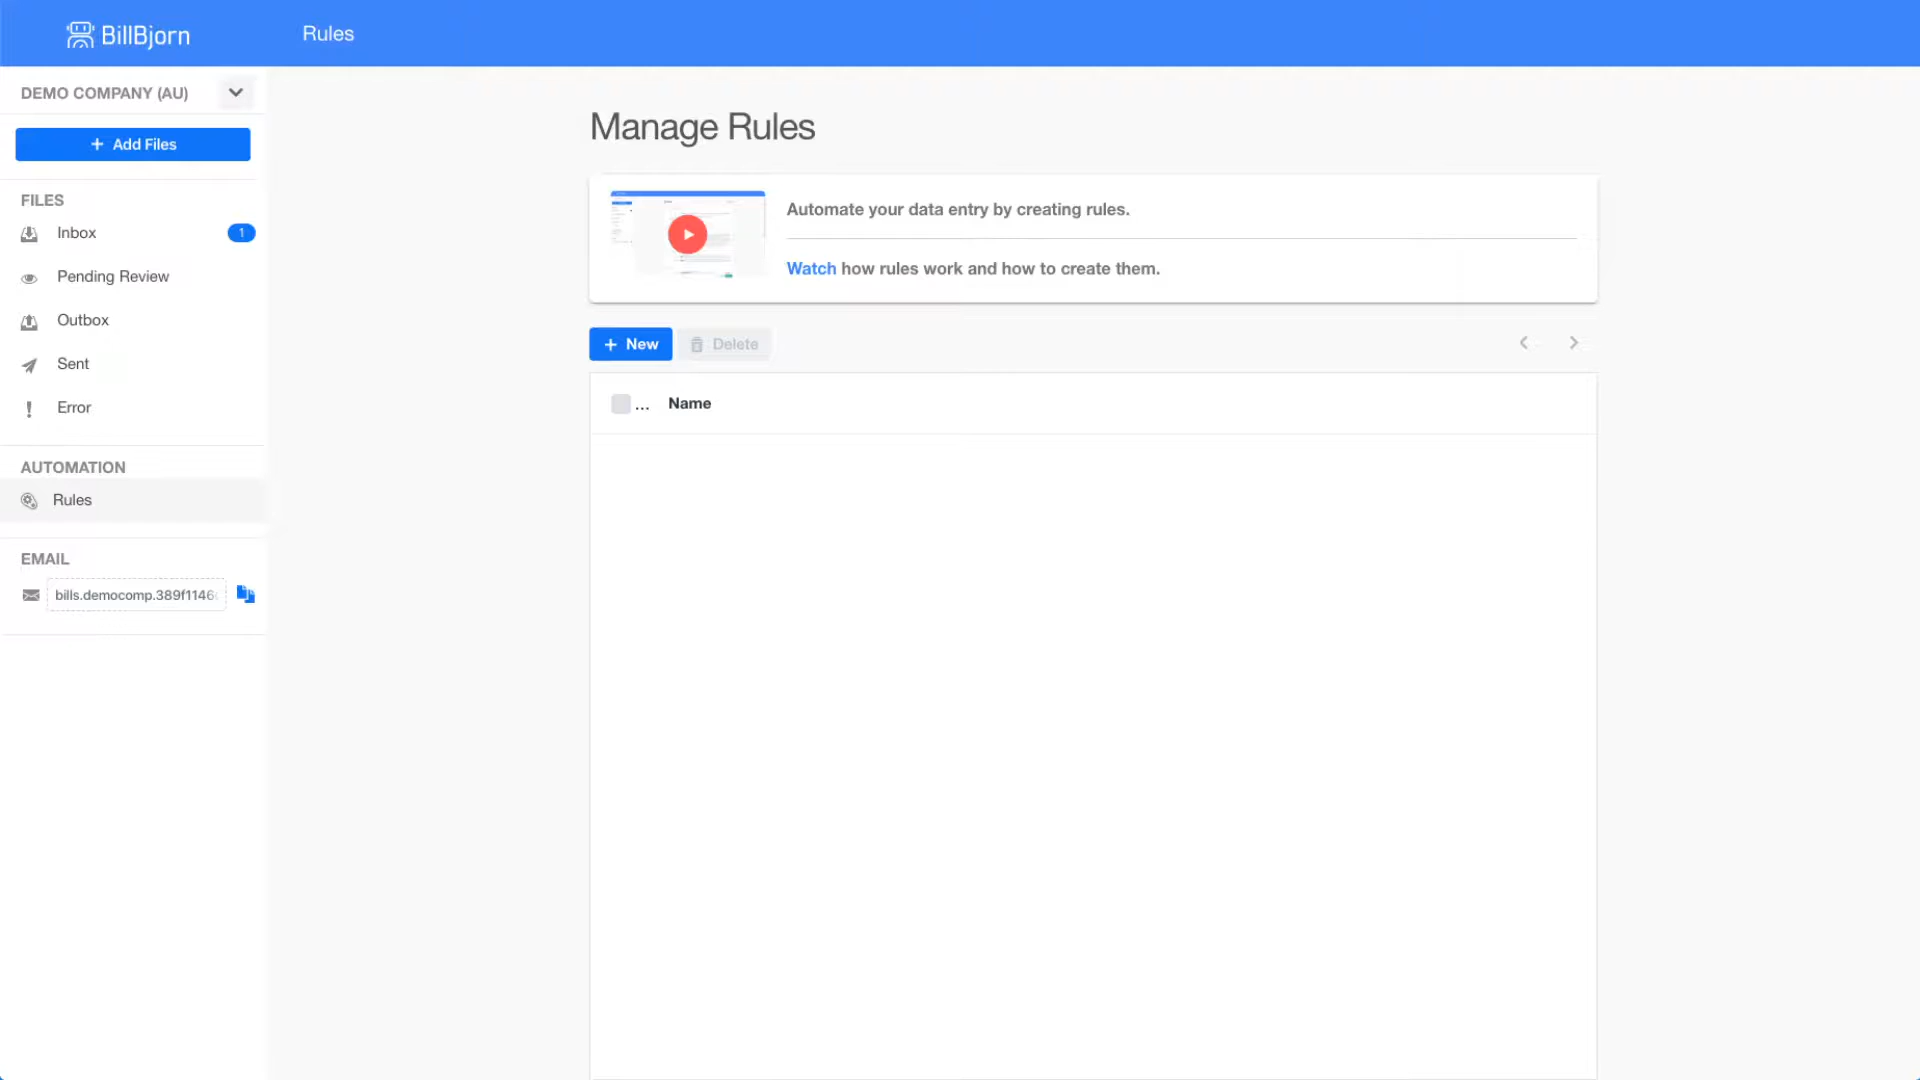 BillBjorn
Rules
DEMO COMPANY (AU)
+ Add Files
FILES
Inbox 1
Pending Review
Outbox
Sent
Error
AUTOMATION
Rules
EMAIL
bills.democomp.389f1146
Manage Rules
Automate your data entry by creating rules.
Watch how rules work and how to create them.
+ New
Delete
... Name